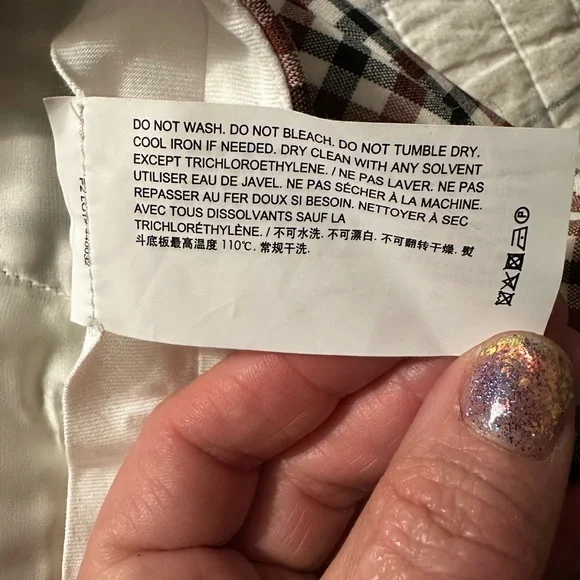 DO NOT WASH. DO NOT BLEACH. DO NOT TUMBLE DRY.
COOL IRON IF NEEDED. DRY CLEAN WITH ANY SOLVENT
EXCEPT TRICHLOROETHYLENE. / NE PAS LAVER. NE PAS
UTILISER EAU DE JAVEL. NE PAS SÉCHER À LA MACHINE.
REPASSER AU FER DOUX SI BESOIN. NETTOYER À SEC
AVEC TOUS DISSOLVANTS SAUF LA
TRICHLORÉTHYLÈNE. / 不可水洗. 不可漂白. 不可翻转干燥. 熨
斗底板最高温度 110℃. 常规干洗.
P